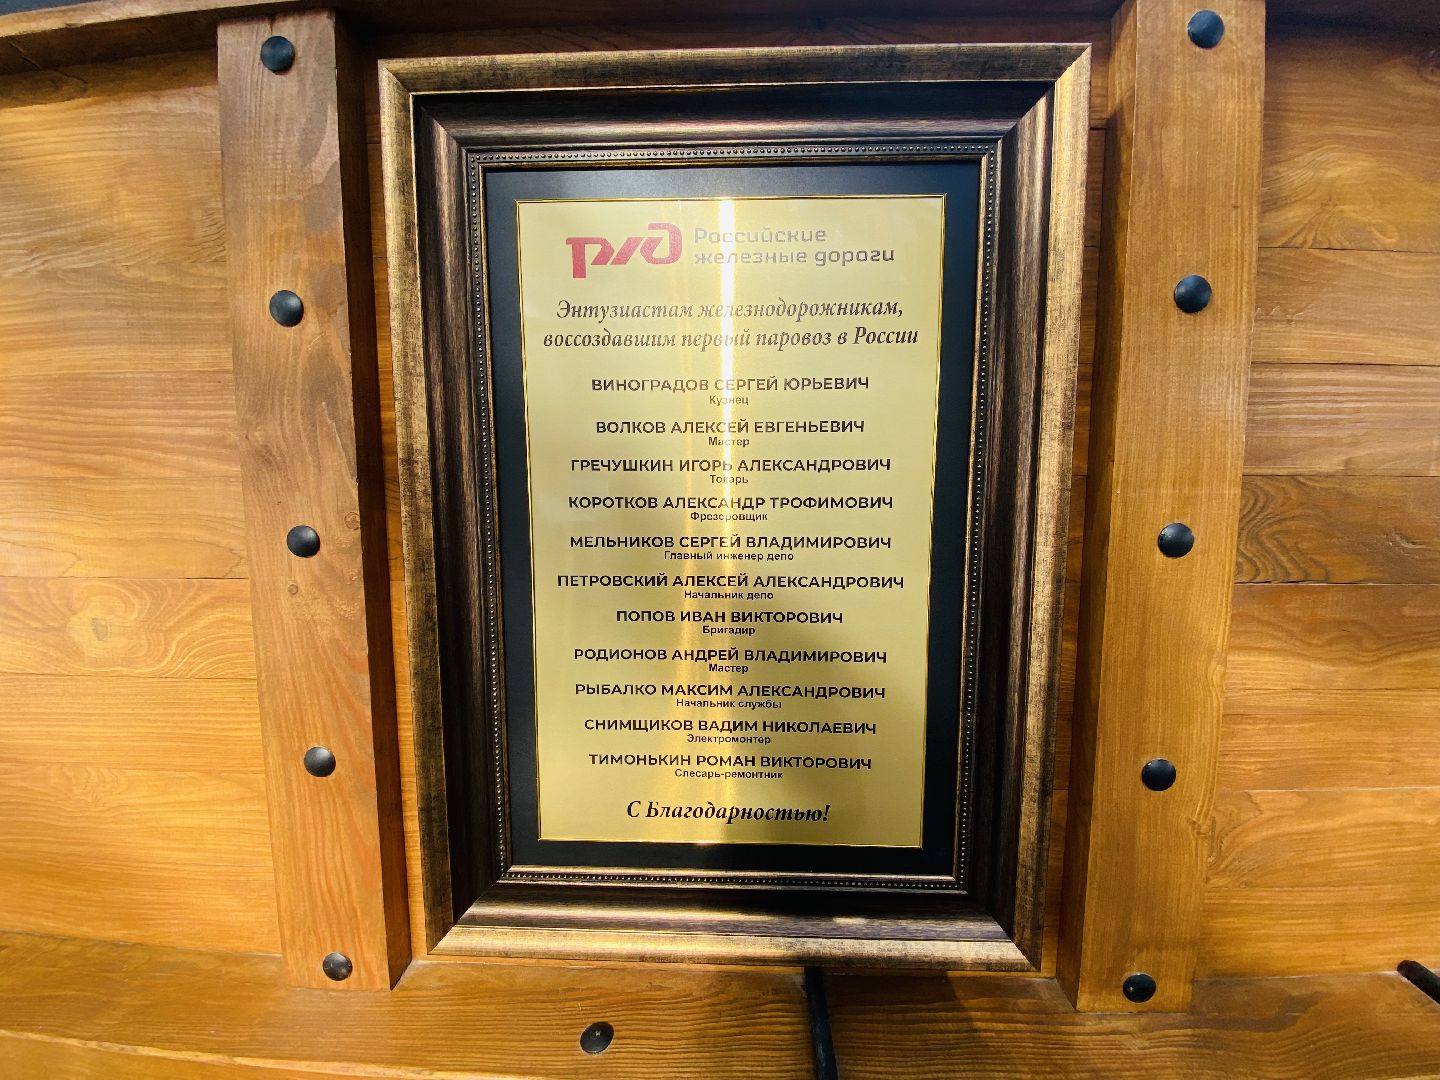 РЖД Российские
железные дороги
Энтузиастам железнодорожникам,
воссоздавшим первый паровоз в России
ВИНОГРАДОВ СЕРГЕЙ ЮРЬЕВИЧ
Кузнец
ВОЛКОВ АЛЕКСЕЙ ЕВГЕНЬЕВИЧ
Мастер
ГРЕЧУШКИН ИГОРЬ АЛЕКСАНДРОВИЧ
Токарь
КОРОТКОВ АЛЕКСАНДР ТРОФИМОВИЧ
Фрезеровщик
МЕЛЬНИКОВ СЕРГЕЙ ВЛАДИМИРОВИЧ
Главный инженер депо
ПЕТРОВСКИЙ АЛЕКСЕЙ АЛЕКСАНДРОВИЧ
Начальник депо
ПОПОВ ИВАН ВИКТОРОВИЧ
Бригадир
РОДИОНОВ АНДРЕЙ ВЛАДИМИРОВИЧ
Мастер
РЫБАЛКО МАКСИМ АЛЕКСАНДРОВИЧ
Начальник службы
СНИМЩИКОВ ВАДИМ НИКОЛАЕВИЧ
Электромонтер
ТИМОНЬКИН РОМАН ВИКТОРОВИЧ
Слесарь-ремонтник
С Благодарностью!